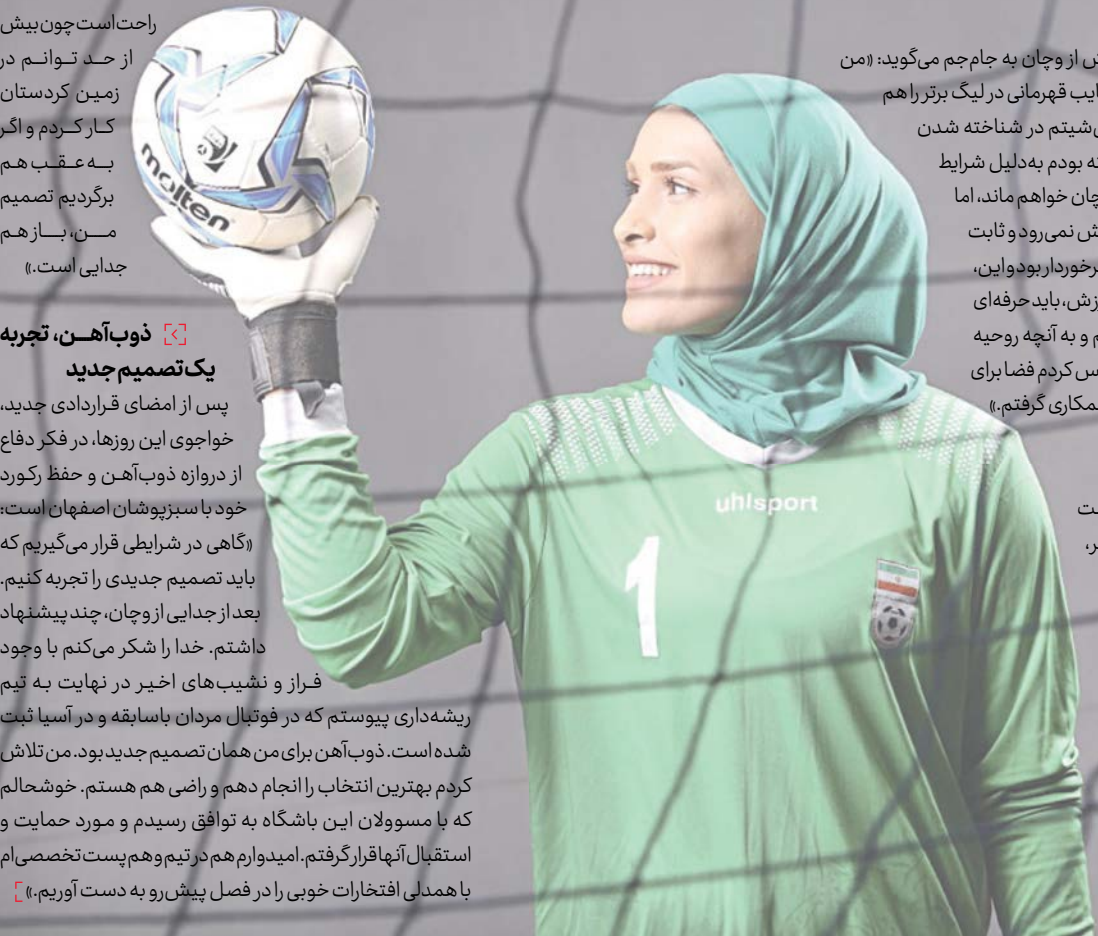 ش از وچان به جام‌جم می‌گوید: «من
ایب قهرمانی در لیگ برتر را هم
ی‌شیتم در شناخته شدن
ته بودم به‌دلیل شرایط
چان خواهم ماند، اما
ش نمی‌رود و ثابت
رخوردار بود و این،
زش، باید حرفه‌ای
م و به آنچه روحیه
س کردم فضا برای
مکاری گرفتم.»
ت
ر،
راحت است چون بیش
از حد توانم در
زمین کردستان
کار کردم و اگر
به عقب هم
برگردیم تصمیم
من، باز هم
جدایی است.»
ذوب‌آهن، تجربه
یک تصمیم جدید
پس از امضای قراردادی جدید،
خواجوی این روزها، در فکر دفاع
از دروازه ذوب‌آهن و حفظ رکورد
خود با سبزپوشان اصفهان است:
«گاهی در شرایطی قرار می‌گیریم که
باید تصمیم جدیدی را تجربه کنیم.
بعد از جدایی از وچان، چند پیشنهاد
داشتم. خدا را شکر می‌کنم با وجود
فراز و نشیب‌های اخیر در نهایت به تیم
ریشه‌داری پیوستم که در فوتبال مردان باسابقه و در آسیا ثبت
شده است. ذوب‌آهن برای من همان تصمیم جدید بود. من تلاش
کردم بهترین انتخاب را انجام دهم و راضی هم هستم. خوشحالم
که با مسوولان این باشگاه به توافق رسیدم و مورد حمایت و
استقبال آنها قرار گرفتم. امیدوارم هم در تیم و هم پست تخصصی‌ام
با همدلی افتخارات خوبی را در فصل پیش‌رو به دست آوریم.»
molten
uhlsport
1